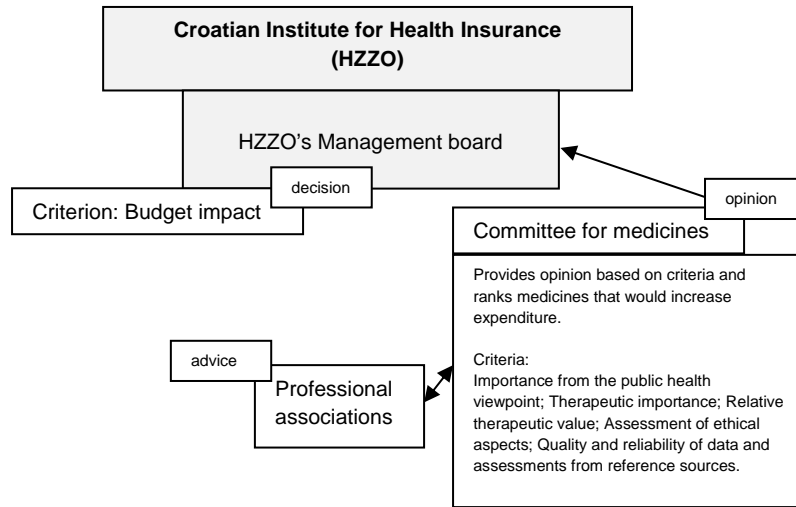 Croatian Institute for Health Insurance
(HZZO)
HZZO's Management board
decision
Criterion: Budget impact
opinion
Committee for medicines
Provides opinion based on criteria and
ranks medicines that would increase
expenditure.
Criteria:
Importance from the public health
viewpoint; Therapeutic importance; Relative
therapeutic value; Assessment of ethical
aspects; Quality and reliability of data and
assessments from reference sources.
advice
Professional
associations